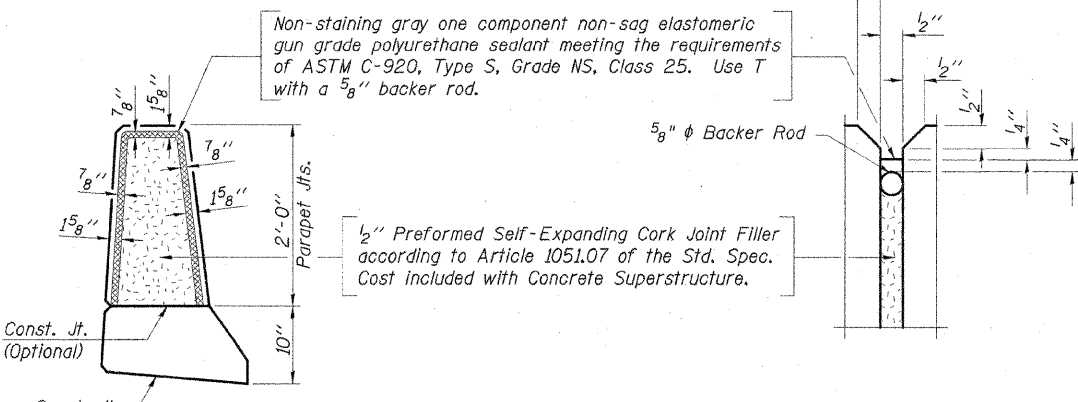 Non-staining gray one component non-sag elastomeric
gun grade polyurethane sealant meeting the requirements
of ASTM C-920, Type S, Grade NS, Class 25. Use T
with a 5/8" backer rod.
1/2"
1/2"
1/2"
1/4"
1/4"
5/8" ϕ Backer Rod
7/8"
1 5/8"
7/8"
7/8"
1 5/8"
1 5/8"
2'-0"
Parapet Jts.
1/2" Preformed Self-Expanding Cork Joint Filler
according to Article 1051.07 of the Std. Spec.
Cost included with Concrete Superstructure.
Const. Jt.
(Optional)
10"